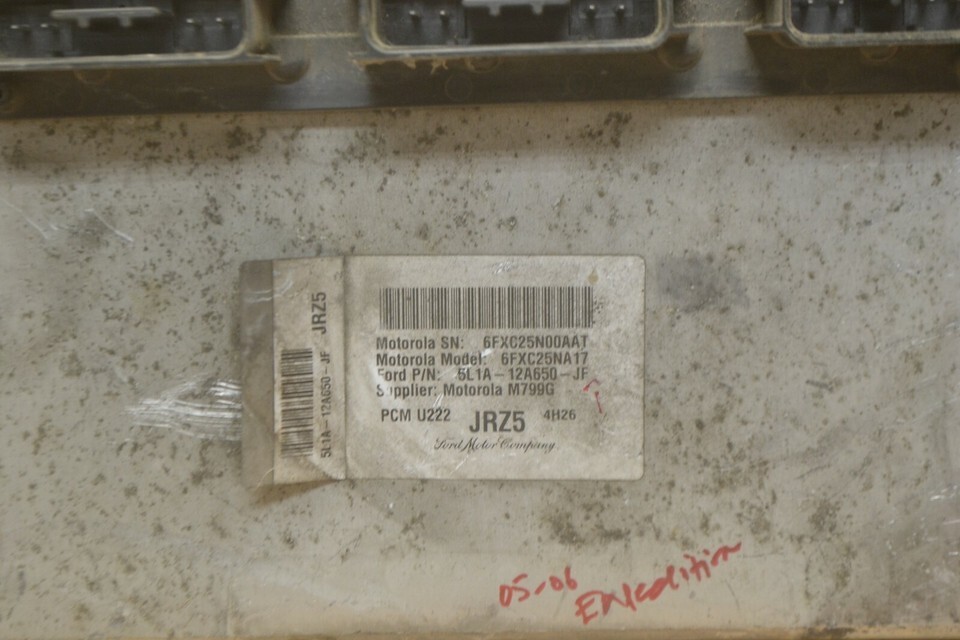 JRZ5
5L1A-12A650-JF
Motorola SN: 6FXC25N00AAT
Motorola Model: 6FXC25NA17
Ford P/N: 5L1A-12A650-JF
Supplier: Motorola M799G
PCM U222 JRZ5 4H26
Ford Motor Company
05-06